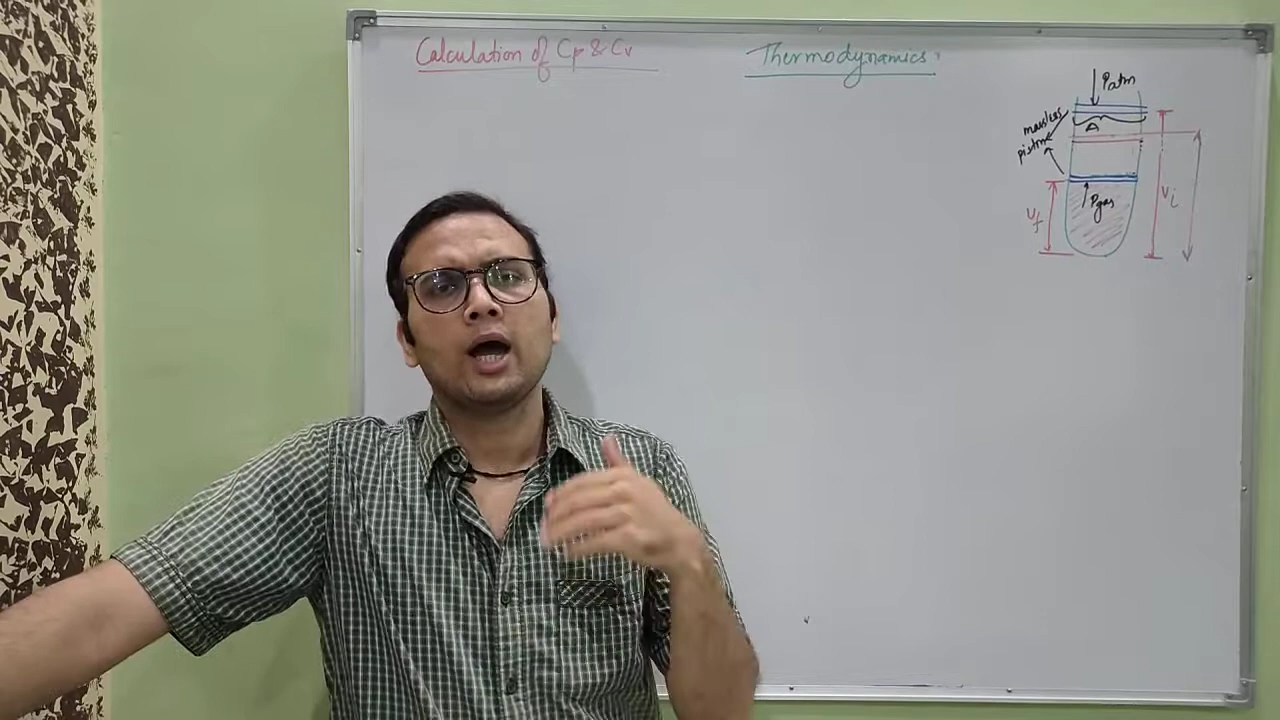 Calculation of Cp & Cv
Thermodynamics
Patm
massless
piston
A
Pgas
Vf
Vi